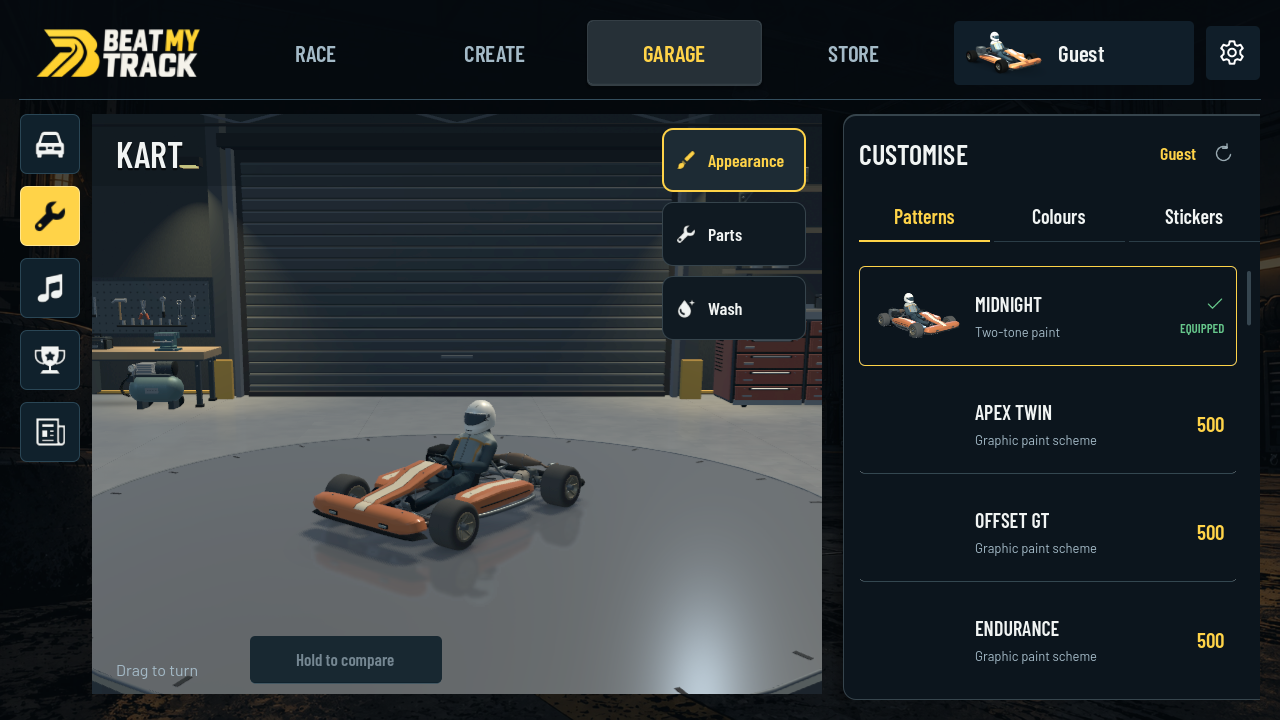 BEAT MY TRACK
RACE
CREATE
GARAGE
STORE
Guest
KART
Appearance
Parts
Wash
Drag to turn
Hold to compare
CUSTOMISE
Guest
Patterns
Colours
Stickers
MIDNIGHT
Two-tone paint
EQUIPPED
APEX TWIN
Graphic paint scheme
500
OFFSET GT
Graphic paint scheme
500
ENDURANCE
Graphic paint scheme
500